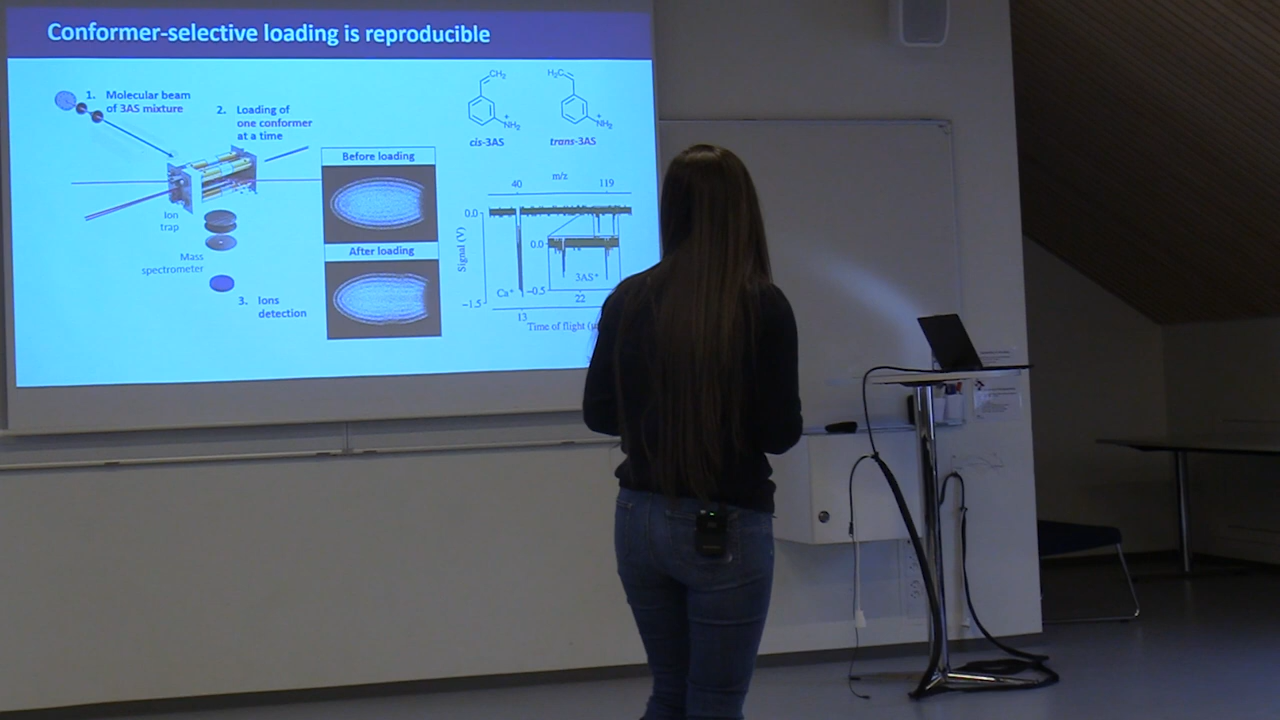 Conformer-selective loading is reproducible
1. Molecular beam
of 3AS mixture
2. Loading of
one conformer
at a time
Ion
trap
Mass
spectrometer
3. Ions
detection
Before loading
After loading
CH₂
NH₂
+
cis-3AS
H₂C
NH₂
+
trans-3AS
m/z
40 119
Signal (V)
0.0
-1.5
Ca⁺
0.0
-0.5
3AS⁺
22
13
Time of flight